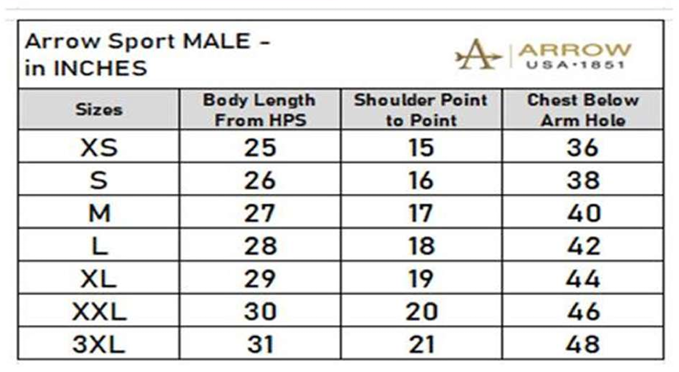 Arrow Sport MALE -
in INCHES
A ARROW
USA•1851
Sizes Body Length From HPS Shoulder Point to Point Chest Below Arm Hole
XS 25 15 36
S 26 16 38
M 27 17 40
L 28 18 42
XL 29 19 44
XXL 30 20 46
3XL 31 21 48